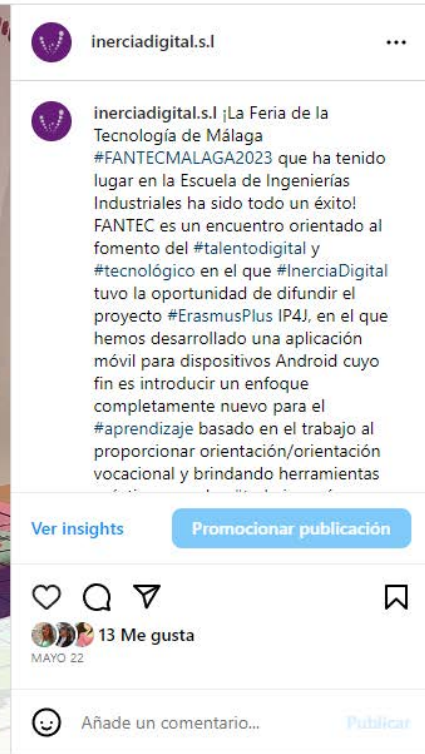 inerciadigital.s.l
inerciadigital.s.l ¡La Feria de la
Tecnología de Málaga
#FANTECMALAGA2023 que ha tenido
lugar en la Escuela de Ingenierías
Industriales ha sido todo un éxito!
FANTEC es un encuentro orientado al
fomento del #talentodigital y
#tecnológico en el que #InerciaDigital
tuvo la oportunidad de difundir el
proyecto #ErasmusPlus IP4J, en el que
hemos desarrollado una aplicación
móvil para dispositivos Android cuyo
fin es introducir un enfoque
completamente nuevo para el
#aprendizaje basado en el trabajo al
proporcionar orientación/orientación
vocacional y brindando herramientas
Ver insights
Promocionar publicación
13 Me gusta
MAYO 22
Añade un comentario...
Publicar